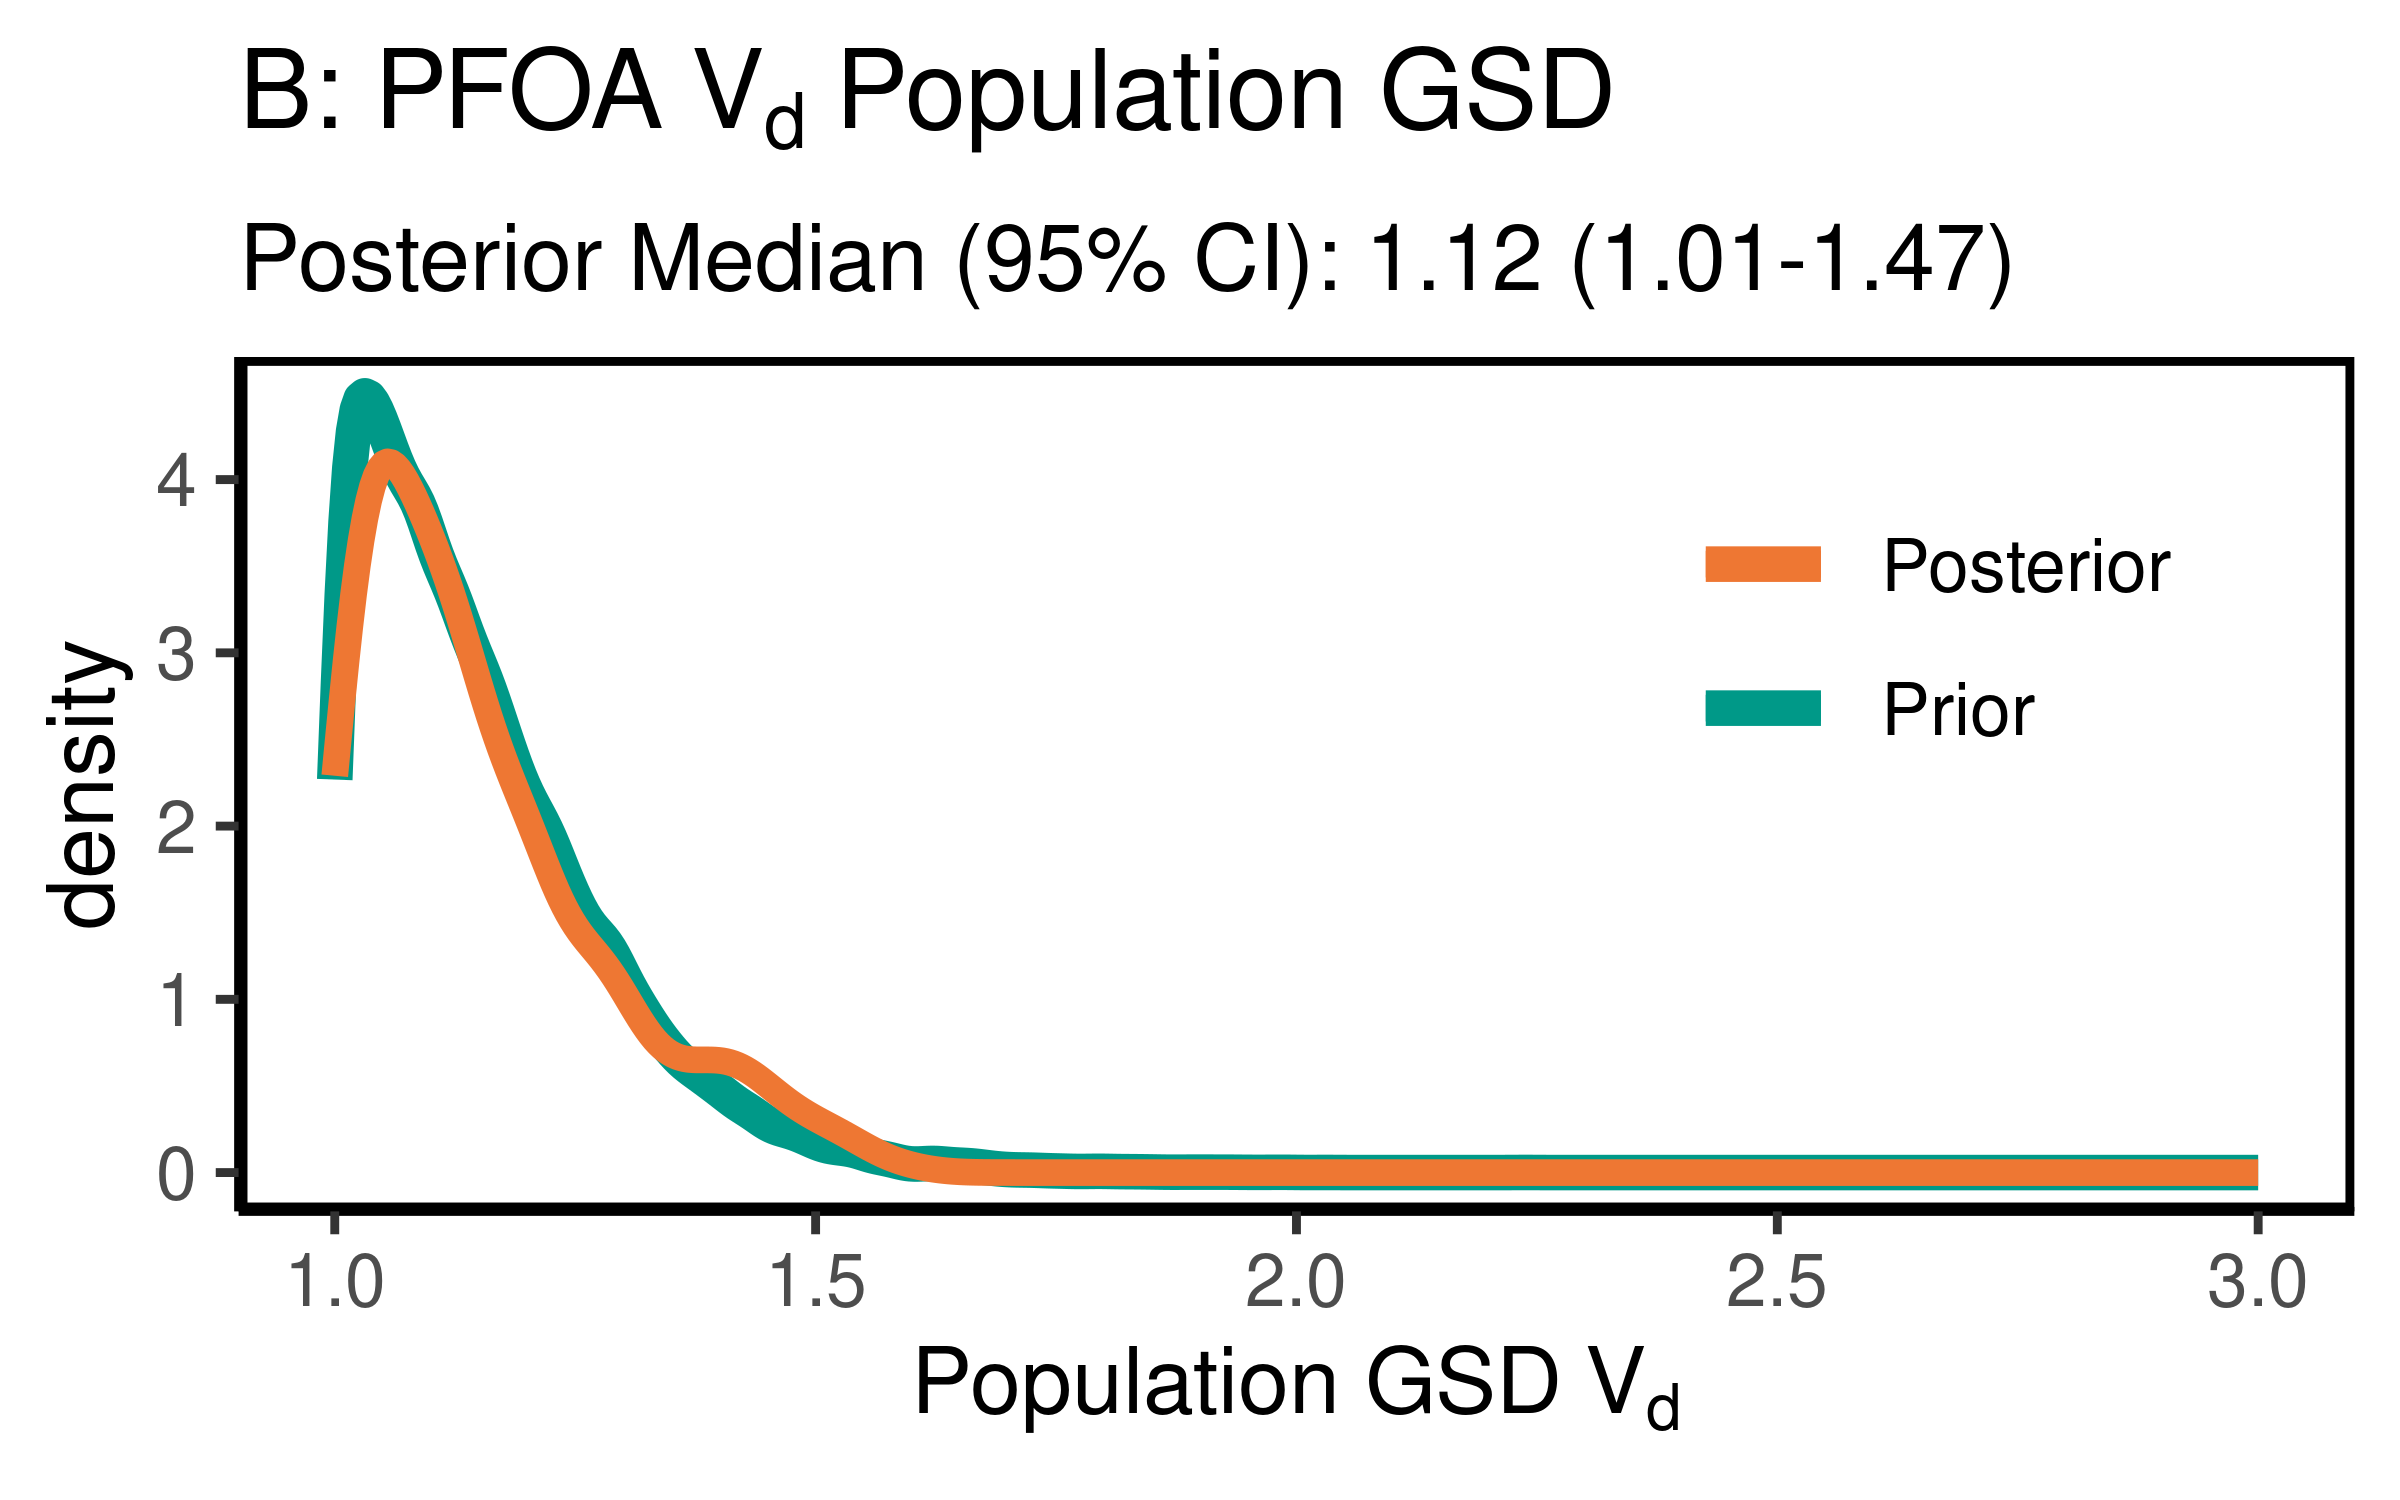 B: PFOA Vd Population GSD
Posterior Median (95% CI): 1.12 (1.01-1.47)
density
4
3
2
1
0
Posterior
Prior
1.0 1.5 2.0 2.5 3.0
Population GSD Vd